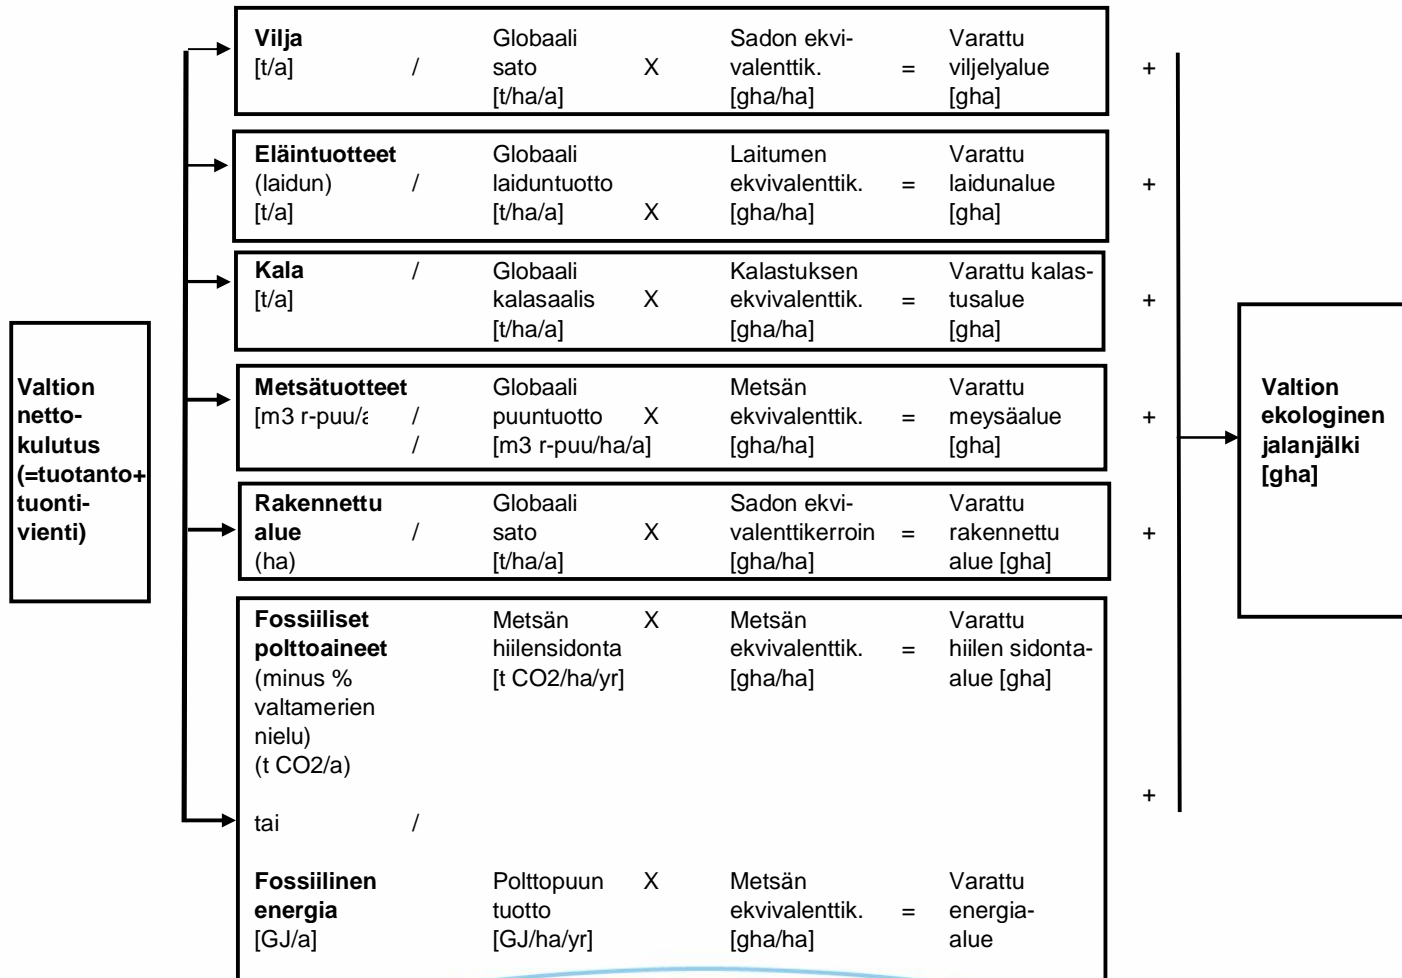 Vilja Globaali Sadon ekvi- Varattu
[t/a] / sato X valenttik. = viljelyalue +
[t/ha/a] [gha/ha] [gha]
Eläintuotteet Globaali Laitumen Varattu
(laidun) / laiduntuotto ekvivalenttik. = laidunalue +
[t/a] [t/ha/a] X [gha/ha] [gha]
Kala / Globaali Kalastuksen Varattu kalas-
[t/a] kalasaalis X ekvivalenttik. = tusalue +
[t/ha/a] [gha/ha] [gha]
Valtion
netto-
kulutus
(=tuotanto+
tuonti-
vienti)
Metsätuotteet Globaali Metsän Varattu
[m3 r-puu/a / puuntuotto X ekvivalenttik. = meysäalue +
/ [m3 r-puu/ha/a] [gha/ha] [gha]
Rakennettu Globaali Sadon ekvi- Varattu
alue / sato X valenttikerroin = rakennettu +
(ha) [t/ha/a] [gha/ha] alue [gha]
Fossiiliset Metsän X Metsän Varattu
polttoaineet hiilensidonta ekvivalenttik. = hiilen sidonta-
(minus % [t CO2/ha/yr] [gha/ha] alue [gha]
valtamerien
nielu)
(t CO2/a)
+
tai /
Fossiilinen Polttopuun X Metsän Varattu
energia tuotto ekvivalenttik. = energia-
[GJ/a] [GJ/ha/yr] [gha/ha] alue
Valtion
ekologinen
jalanjälki
[gha]